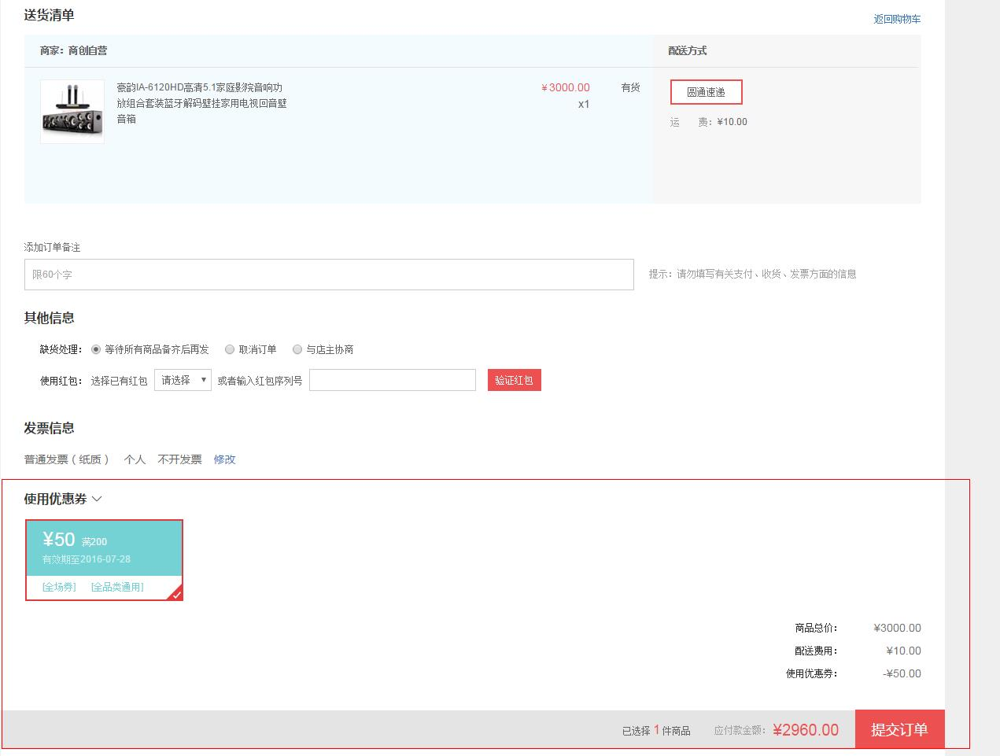 送货清单
返回购物车
商家：商创自营
配送方式
豪韵IA-6120HD高清5.1家庭影院音响功
放组合套装蓝牙解码壁挂家用电视回音壁
音箱
¥3000.00
x1
有货
圆通速递
运 费：¥10.00
添加订单备注
限60个字
提示：请勿填写有关支付、收货、发票方面的信息
其他信息
缺货处理： 等待所有商品备齐后再发 取消订单 与店主协商
使用红包： 选择已有红包 请选择 或者输入红包序列号 验证红包
发票信息
普通发票（纸质） 个人 不开发票 修改
使用优惠券
¥50 满200
有效期至2016-07-28
[全场券] [全品类通用]
商品总价： ¥3000.00
配送费用： ¥10.00
使用优惠券： -¥50.00
已选择 1 件商品 应付款金额： ¥2960.00 提交订单